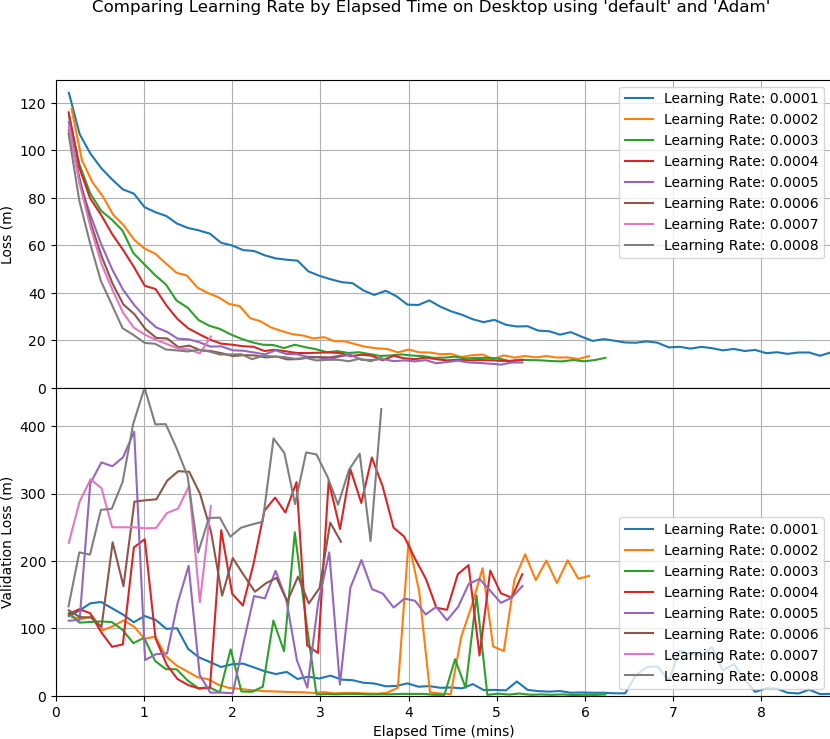 Comparing Learning Rate by Elapsed Time on Desktop using 'default' and 'Adam'
120
100
80
60
40
20
0
Loss (m)
Learning Rate: 0.0001
Learning Rate: 0.0002
Learning Rate: 0.0003
Learning Rate: 0.0004
Learning Rate: 0.0005
Learning Rate: 0.0006
Learning Rate: 0.0007
Learning Rate: 0.0008
400
300
200
100
0
Validation Loss (m)
Learning Rate: 0.0001
Learning Rate: 0.0002
Learning Rate: 0.0003
Learning Rate: 0.0004
Learning Rate: 0.0005
Learning Rate: 0.0006
Learning Rate: 0.0007
Learning Rate: 0.0008
0 1 2 3 4 5 6 7 8
Elapsed Time (mins)